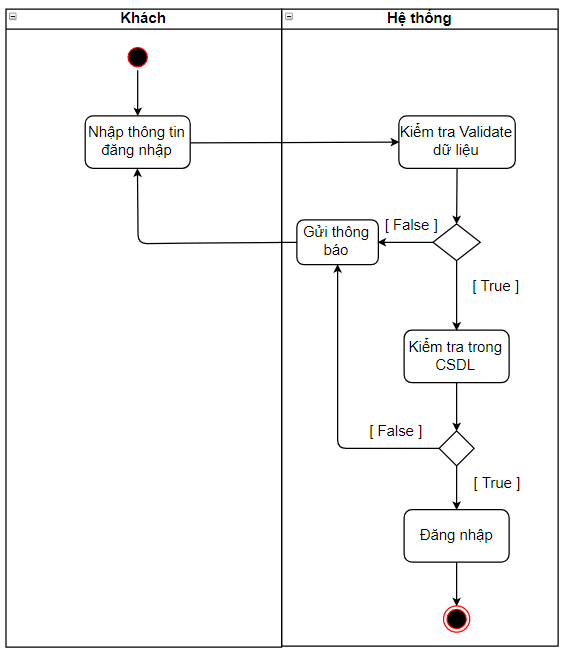 Khách
Hệ thống
Nhập thông tin
đăng nhập
Kiểm tra Validate
dữ liệu
[ False ]
Gửi thông
báo
[ True ]
Kiểm tra trong
CSDL
[ False ]
[ True ]
Đăng nhập